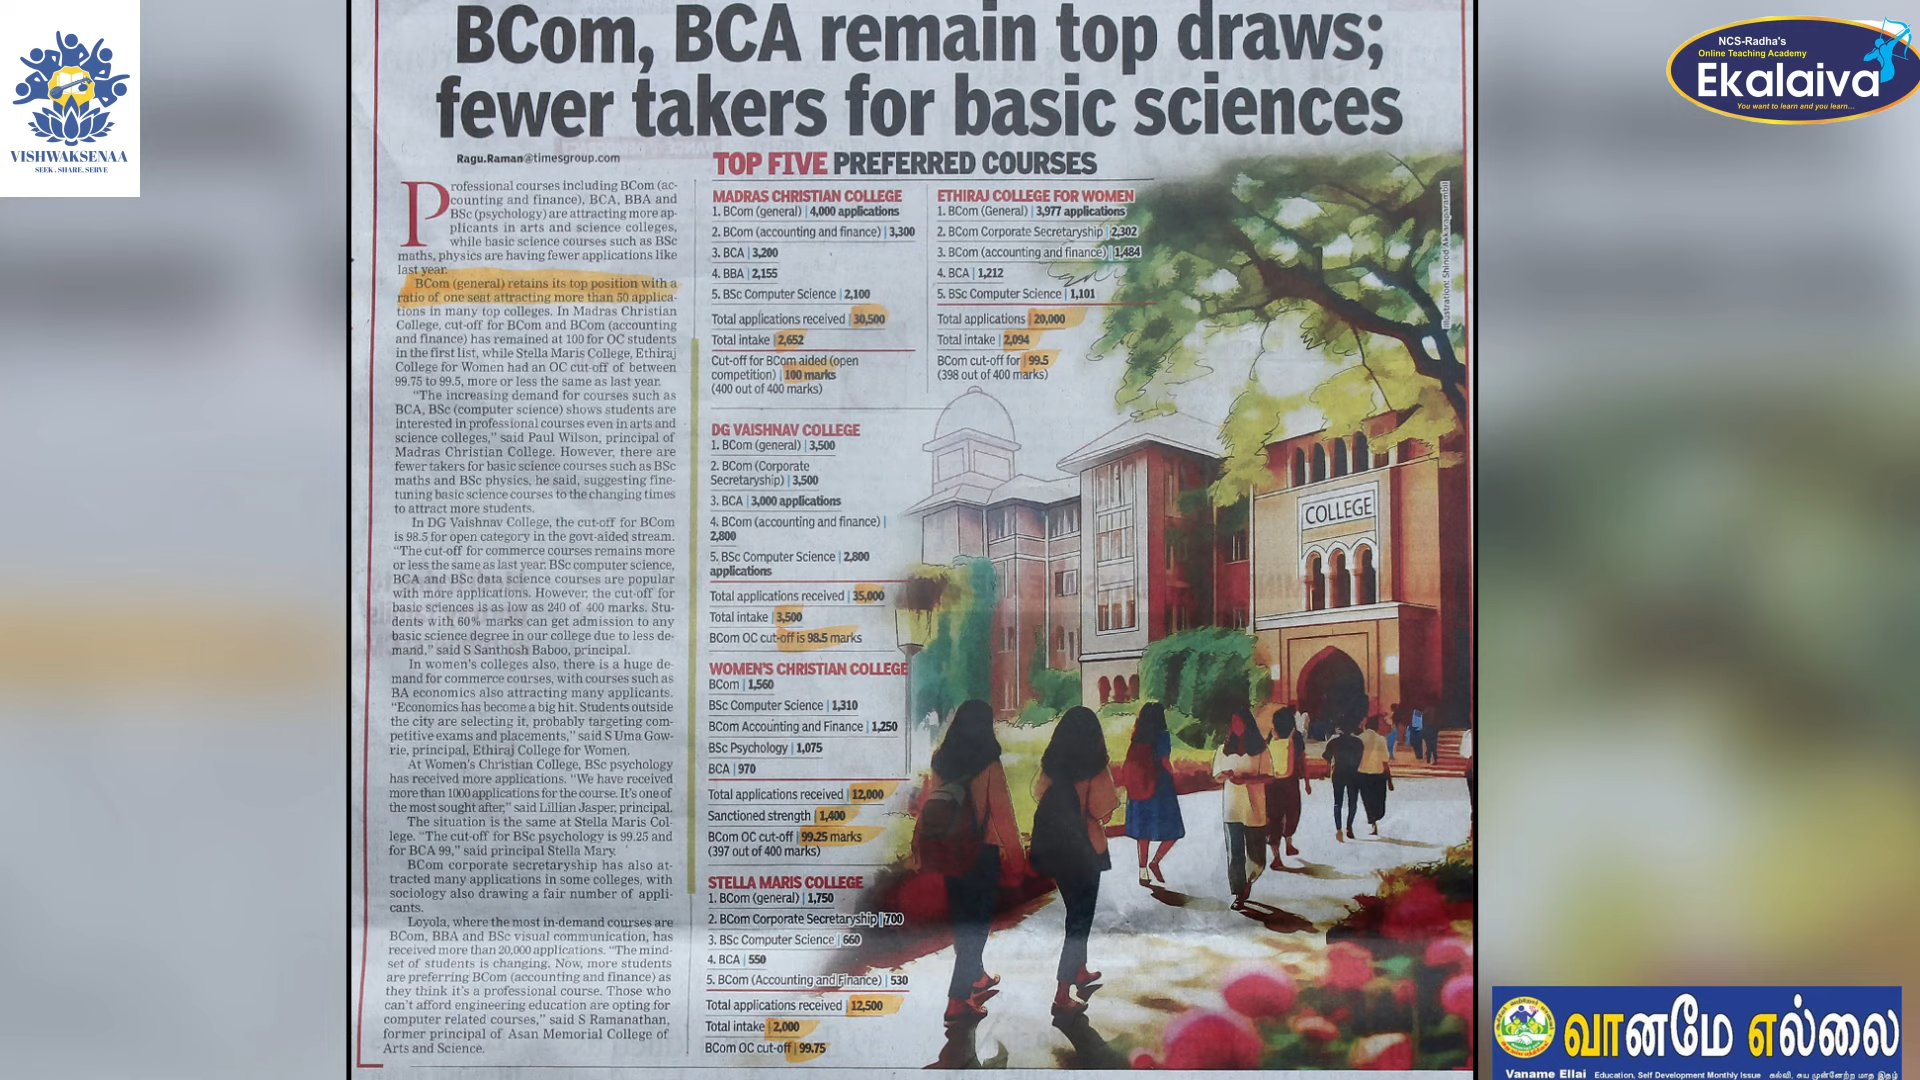 VISHWAKSENAA
SEEK . SHARE. SERVE
NCS-Radha's
Online Teaching Academy
Ekalaiva
You want to learn and you learn...
BCom, BCA remain top draws;
fewer takers for basic sciences
Ragu.Raman@timesgroup.com
Professional courses including BCom (ac-
counting and finance), BCA, BBA and
BSc (psychology) are attracting more ap-
plicants in arts and science colleges,
while basic science courses such as BSc
maths, physics are having fewer applications like
last year.
BCom (general) retains its top position with a
ratio of one seat attracting more than 50 applica-
tions in many top colleges. In Madras Christian
College, cut-off for BCom and BCom (accounting
and finance) has remained at 100 for OC students
in the first list, while Stella Maris College, Ethiraj
College for Women had an OC cut-off of between
99.75 to 99.5, more or less the same as last year.
"The increasing demand for courses such as
BCA, BSc (computer science) shows students are
interested in professional courses even in arts and
science colleges," said Paul Wilson, principal of
Madras Christian College. However, there are
fewer takers for basic science courses such as BSc
maths and BSc physics, he said, suggesting fine-
tuning basic science courses to the changing times
to attract more students.
In DG Vaishnav College, the cut-off for BCom
is 98.5 for open category in the govt-aided stream.
"The cut-off for commerce courses remains more
or less the same as last year. BSc computer science,
BCA and BSc data science courses are popular
with more applications. However, the cut-off for
basic sciences is as low as 240 of 400 marks. Stu-
dents with 60% marks can get admission to any
basic science degree in our college due to less de-
mand," said S Santhosh Baboo, principal.
In women's colleges also, there is a huge de-
mand for commerce courses, with courses such as
BA economics also attracting many applicants.
"Economics has become a big hit. Students outside
the city are selecting it, probably targeting com-
petitive exams and placements," said S Uma Gow-
rie, principal, Ethiraj College for Women.
At Women's Christian College, BSc psychology
has received more applications. "We have received
more than 1000 applications for the course. It's one of
the most sought after," said Lillian Jasper, principal.
The situation is the same at Stella Maris Col-
lege. "The cut-off for BSc psychology is 99.25 and
for BCA 99," said principal Stella Mary.
BCom corporate secretaryship has also at-
tracted many applications in some colleges, with
sociology also drawing a fair number of appli-
cants.
Loyola, where the most in-demand courses are
BCom, BBA and BSc visual communication, has
received more than 20,000 applications. "The mind-
set of students is changing. Now, more students
are preferring BCom (accounting and finance) as
they think it's a professional course. Those who
can't afford engineering education are opting for
computer related courses," said S Ramanathan,
former principal of Asan Memorial College of
Arts and Science.
TOP FIVE PREFERRED COURSES
MADRAS CHRISTIAN COLLEGE
1. BCom (general) | 4,000 applications
2. BCom (accounting and finance) | 3,300
3. BCA | 3,200
4. BBA | 2,155
5. BSc Computer Science | 2,100
Total applications received | 30,500
Total intake | 2,652
Cut-off for BCom aided (open
competition) | 100 marks
(400 out of 400 marks)
ETHIRAJ COLLEGE FOR WOMEN
1. BCom (General) | 3,977 applications
2. BCom Corporate Secretaryship | 2,302
3. BCom (accounting and finance) | 1,484
4. BCA | 1,212
5. BSc Computer Science | 1,101
Total applications | 20,000
Total intake | 2,094
BCom cut-off for | 99.5
(398 out of 400 marks)
DG VAISHNAV COLLEGE
1. BCom (general) | 3,500
2. BCom (Corporate
Secretaryship) | 3,500
3. BCA | 3,000 applications
4. BCom (accounting and finance) |
2,800
5. BSc Computer Science | 2,800
applications
Total applications received | 35,000
Total intake | 3,500
BCom OC cut-off is 98.5 marks
WOMEN'S CHRISTIAN COLLEGE
BCom | 1,560
BSc Computer Science | 1,310
BCom Accounting and Finance | 1,250
BSc Psychology | 1,075
BCA | 970
Total applications received | 12,000
Sanctioned strength | 1,400
BCom OC cut-off | 99.25 marks
(397 out of 400 marks)
STELLA MARIS COLLEGE
1. BCom (general) | 1,750
2. BCom Corporate Secretaryship | 700
3. BSc Computer Science | 660
4. BCA | 550
5. BCom (Accounting and Finance) | 530
Total applications received | 12,500
Total intake | 2,000
BCom OC cut-off | 99.75
COLLEGE
வானமே எல்லை
Vaname Ellai Education, Self Development Monthly Issue கல்வி, சுய முன்னேற்ற மாத இதழ்